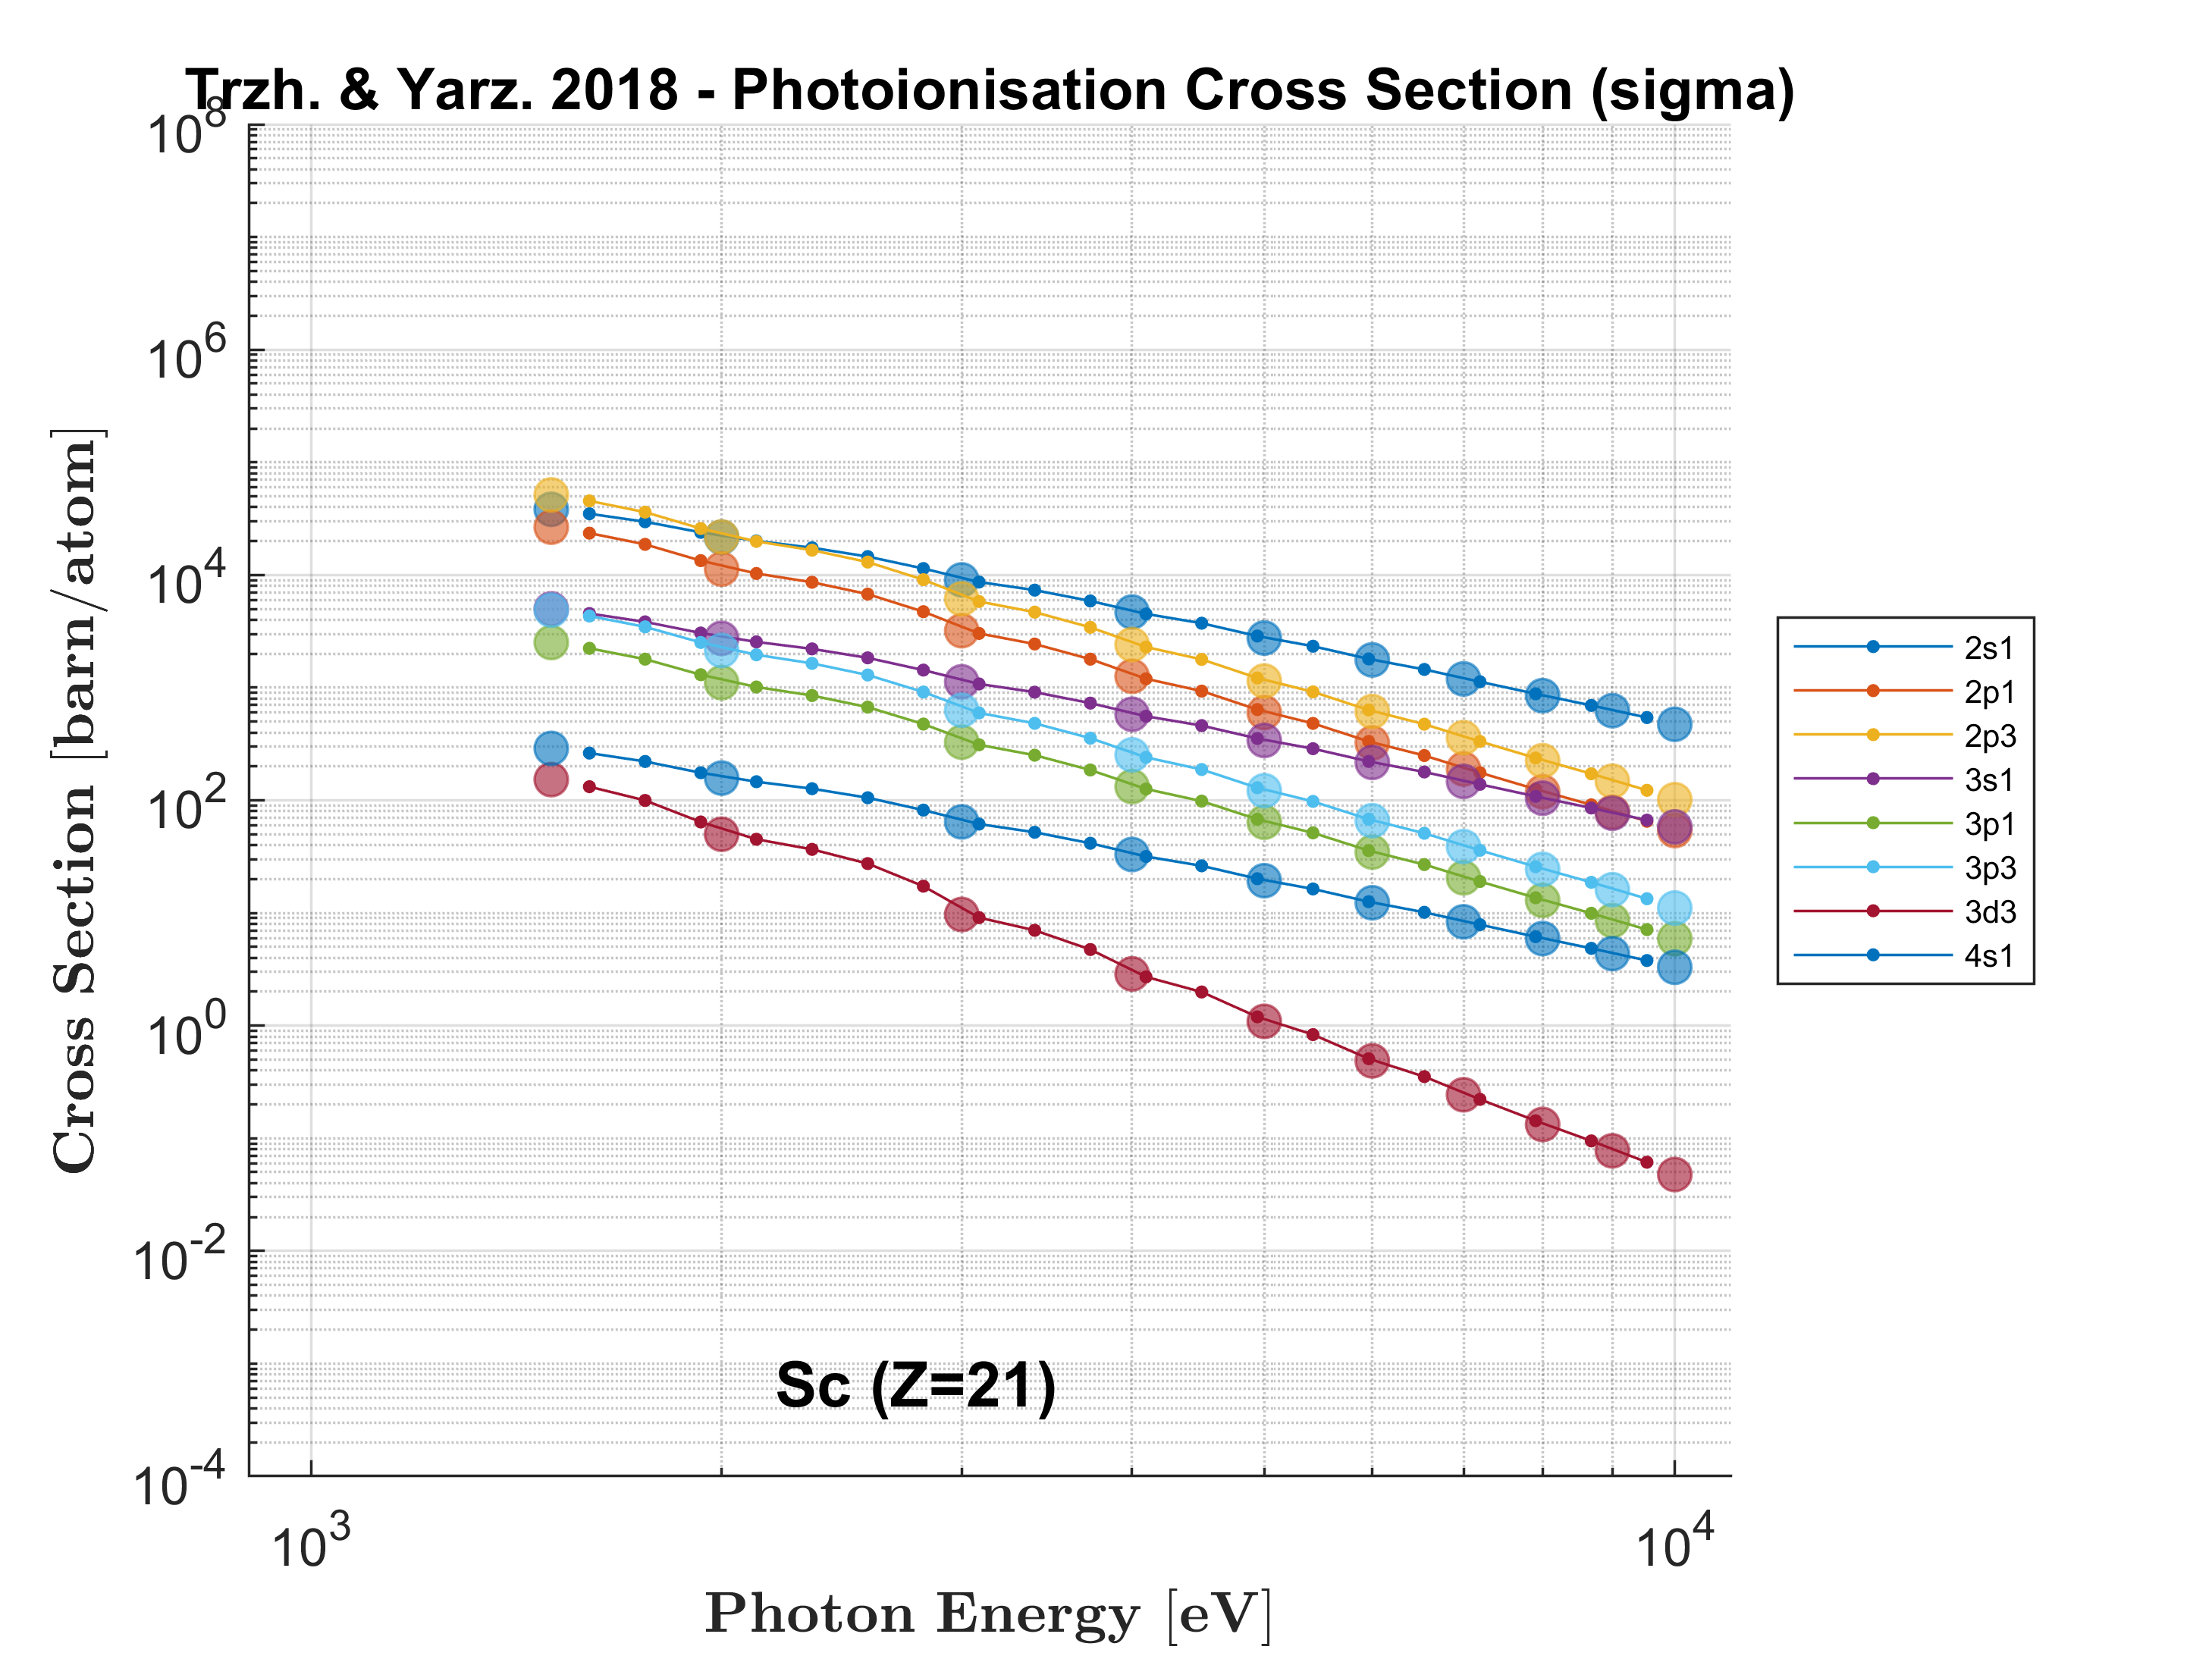 Trzh. & Yarz. 2018 - Photoionisation Cross Section (sigma)
10^8
10^6
10^4
10^2
10^0
10^-2
10^-4
Cross Section [barn/atom]
Sc (Z=21)
10^3
10^4
Photon Energy [eV]
2s1
2p1
2p3
3s1
3p1
3p3
3d3
4s1